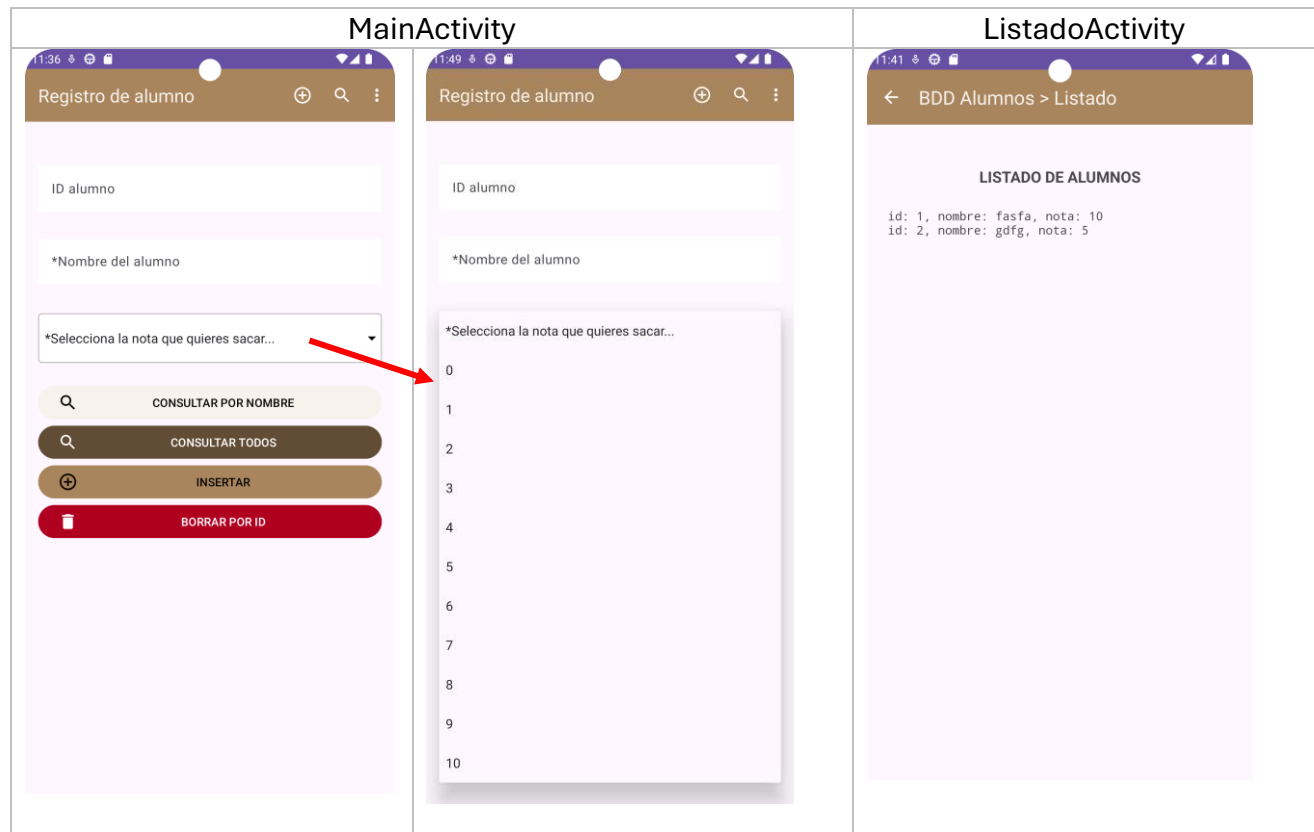 MainActivity
ListadoActivity
11:36
Registro de alumno
ID alumno
*Nombre del alumno
*Selecciona la nota que quieres sacar...
CONSULTAR POR NOMBRE
CONSULTAR TODOS
INSERTAR
BORRAR POR ID
11:49
Registro de alumno
ID alumno
*Nombre del alumno
*Selecciona la nota que quieres sacar...
0
1
2
3
4
5
6
7
8
9
10
11:41
BDD Alumnos > Listado
LISTADO DE ALUMNOS
id: 1, nombre: fasfa, nota: 10
id: 2, nombre: gdfg, nota: 5